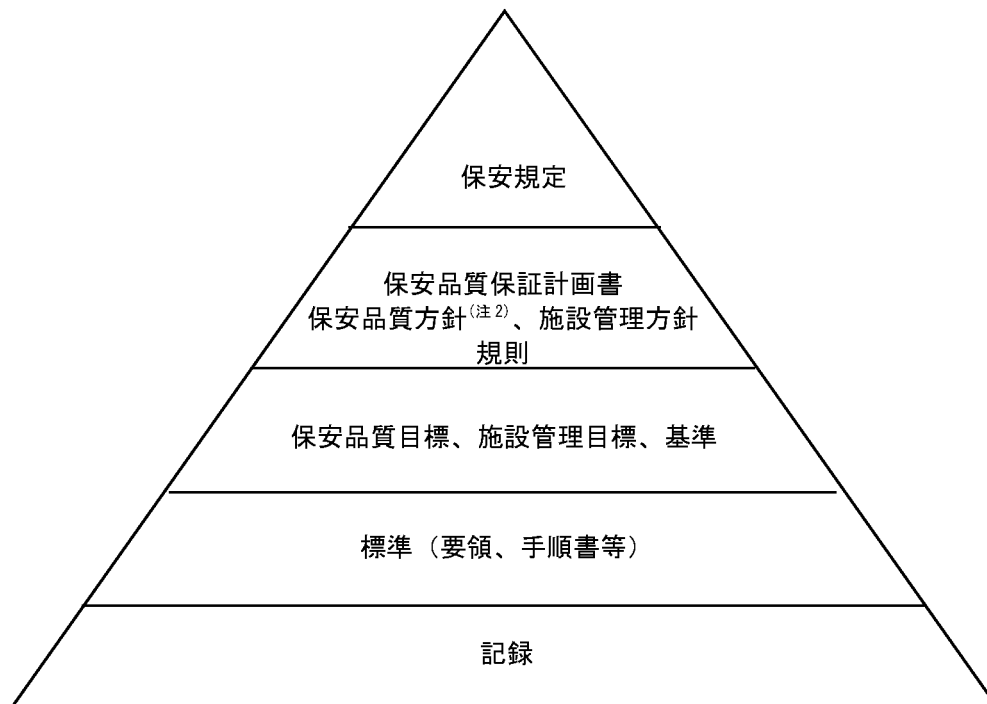 保安規定
保安品質保証計画書
保安品質方針(注2)、施設管理方針
規則
保安品質目標、施設管理目標、基準
標準（要領、手順書等）
記録